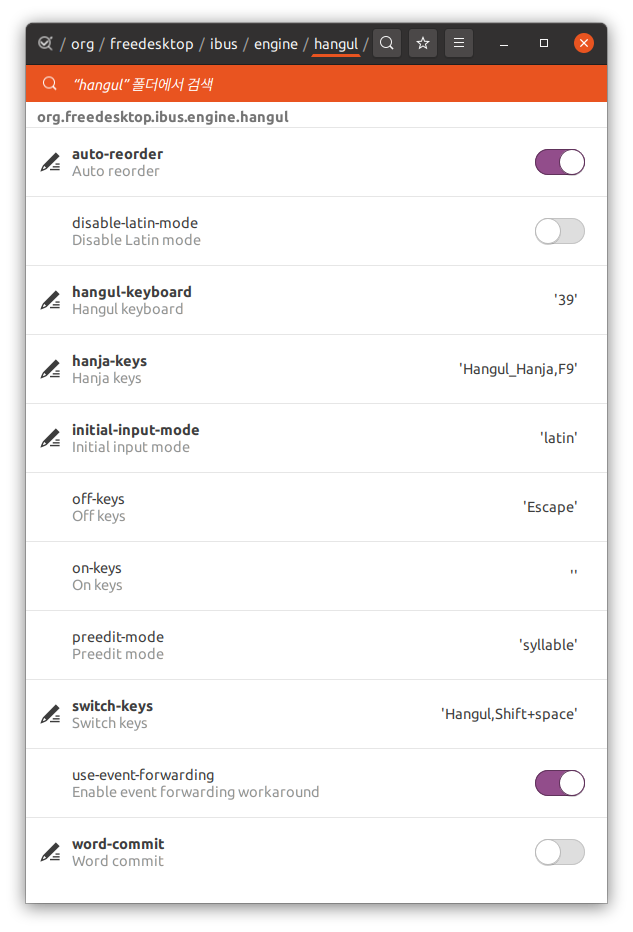 / org / freedesktop / ibus / engine / hangul /
“hangul” 폴더에서 검색
org.freedesktop.ibus.engine.hangul
auto-reorder
Auto reorder
disable-latin-mode
Disable Latin mode
hangul-keyboard
Hangul keyboard
'39'
hanja-keys
Hanja keys
'Hangul_Hanja,F9'
initial-input-mode
Initial input mode
'latin'
off-keys
Off keys
'Escape'
on-keys
On keys
''
preedit-mode
Preedit mode
'syllable'
switch-keys
Switch keys
'Hangul,Shift+space'
use-event-forwarding
Enable event forwarding workaround
word-commit
Word commit